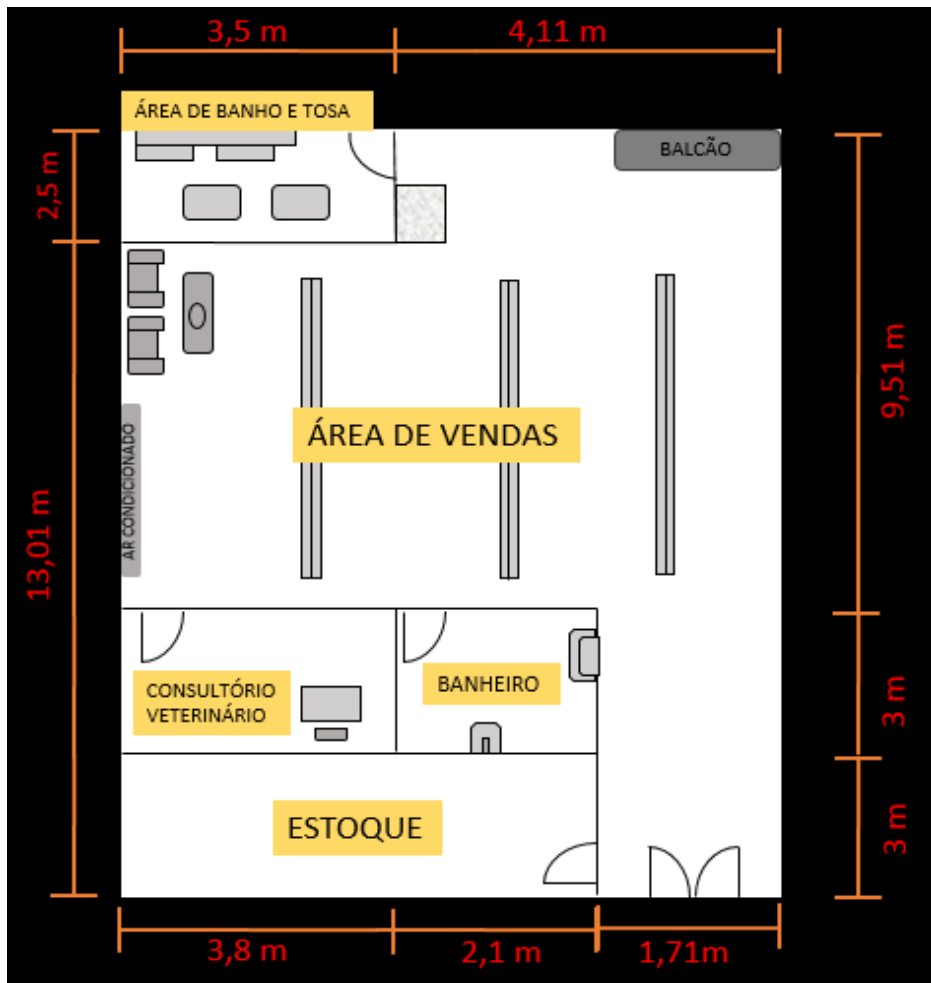 3,5 m
4,11 m
ÁREA DE BANHO E TOSA
BALCÃO
2,5 m
9,51 m
ÁREA DE VENDAS
AR CONDICIONADO
13,01 m
CONSULTÓRIO
VETERINÁRIO
BANHEIRO
3 m
ESTOQUE
3 m
3,8 m
2,1 m
1,71m